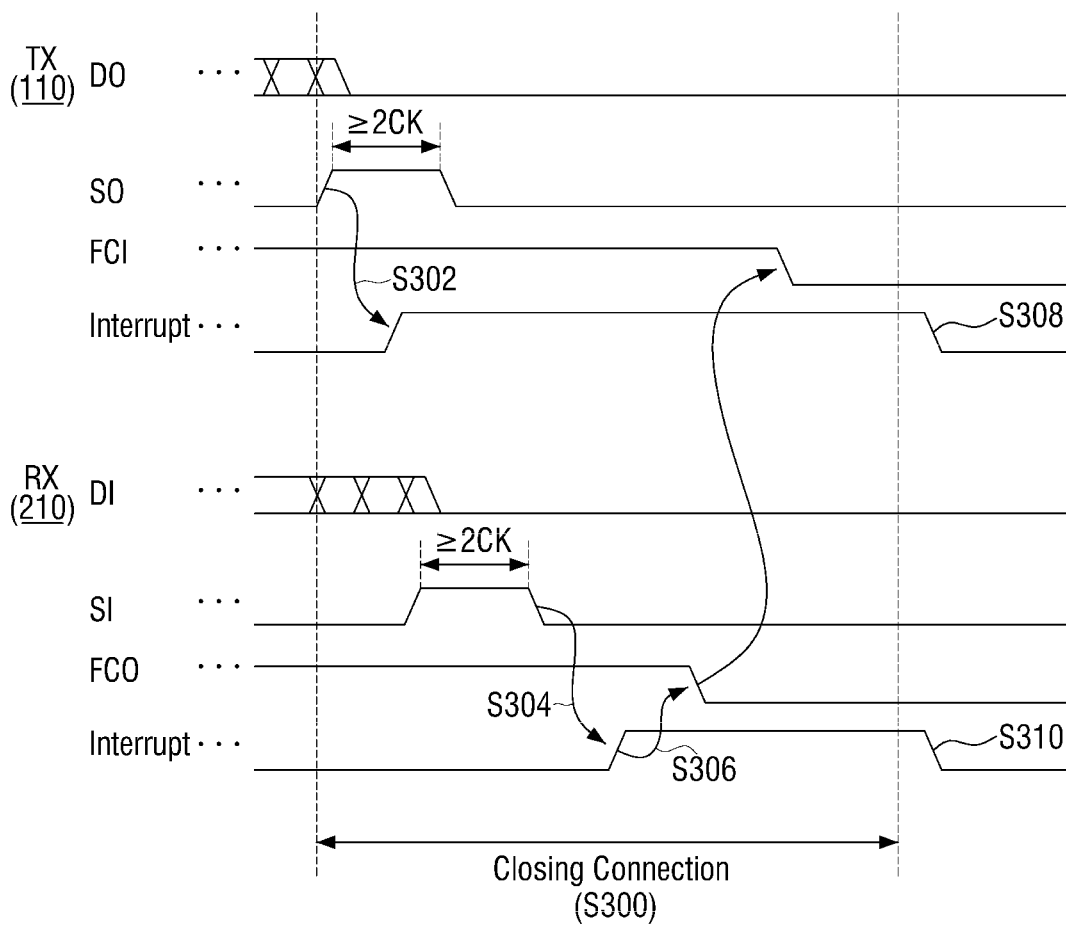 TX
(110)
DO
· · ·
≥2CK
SO
· · ·
FCI
· · ·
S302
Interrupt · · ·
S308
RX
(210)
DI
· · ·
≥2CK
SI
· · ·
FCO
· · ·
S304
Interrupt · · ·
S306
S310
Closing Connection
(S300)